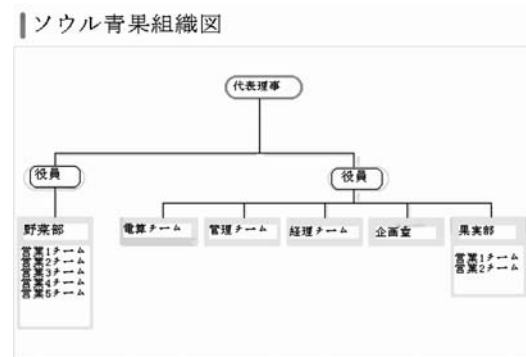 ソウル青果組織図
代表理事
役員
役員
野菜部
電算チーム
管理チーム
経理チーム
企画室
果実部
営業1チーム
営業2チーム
営業3チーム
営業4チーム
営業5チーム
営業1チーム
営業2チーム